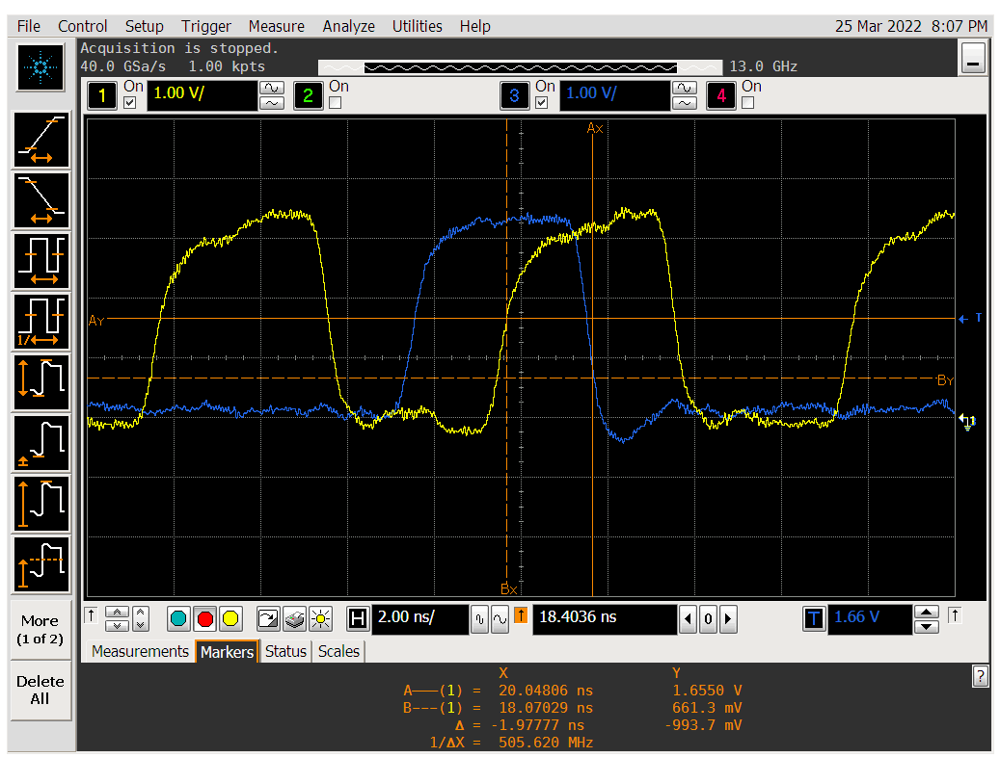 File Control Setup Trigger Measure Analyze Utilities Help 25 Mar 2022 8:07 PM
Acquisition is stopped.
40.0 GSa/s 1.00 kpts 13.0 GHz
1 On 1.00 V/ 2 On 3 On 1.00 V/ 4 On
Ax
Ay
T
By
1
1/
Bx
More
(1 of 2)
Delete
All
H 2.00 ns/ 18.4036 ns 0 T 1.66 V
Measurements Markers Status Scales
X Y
A———(1) = 20.04806 ns 1.6550 V
B---(1) = 18.07029 ns 661.3 mV
Δ = -1.97777 ns -993.7 mV
1/ΔX = 505.620 MHz
?